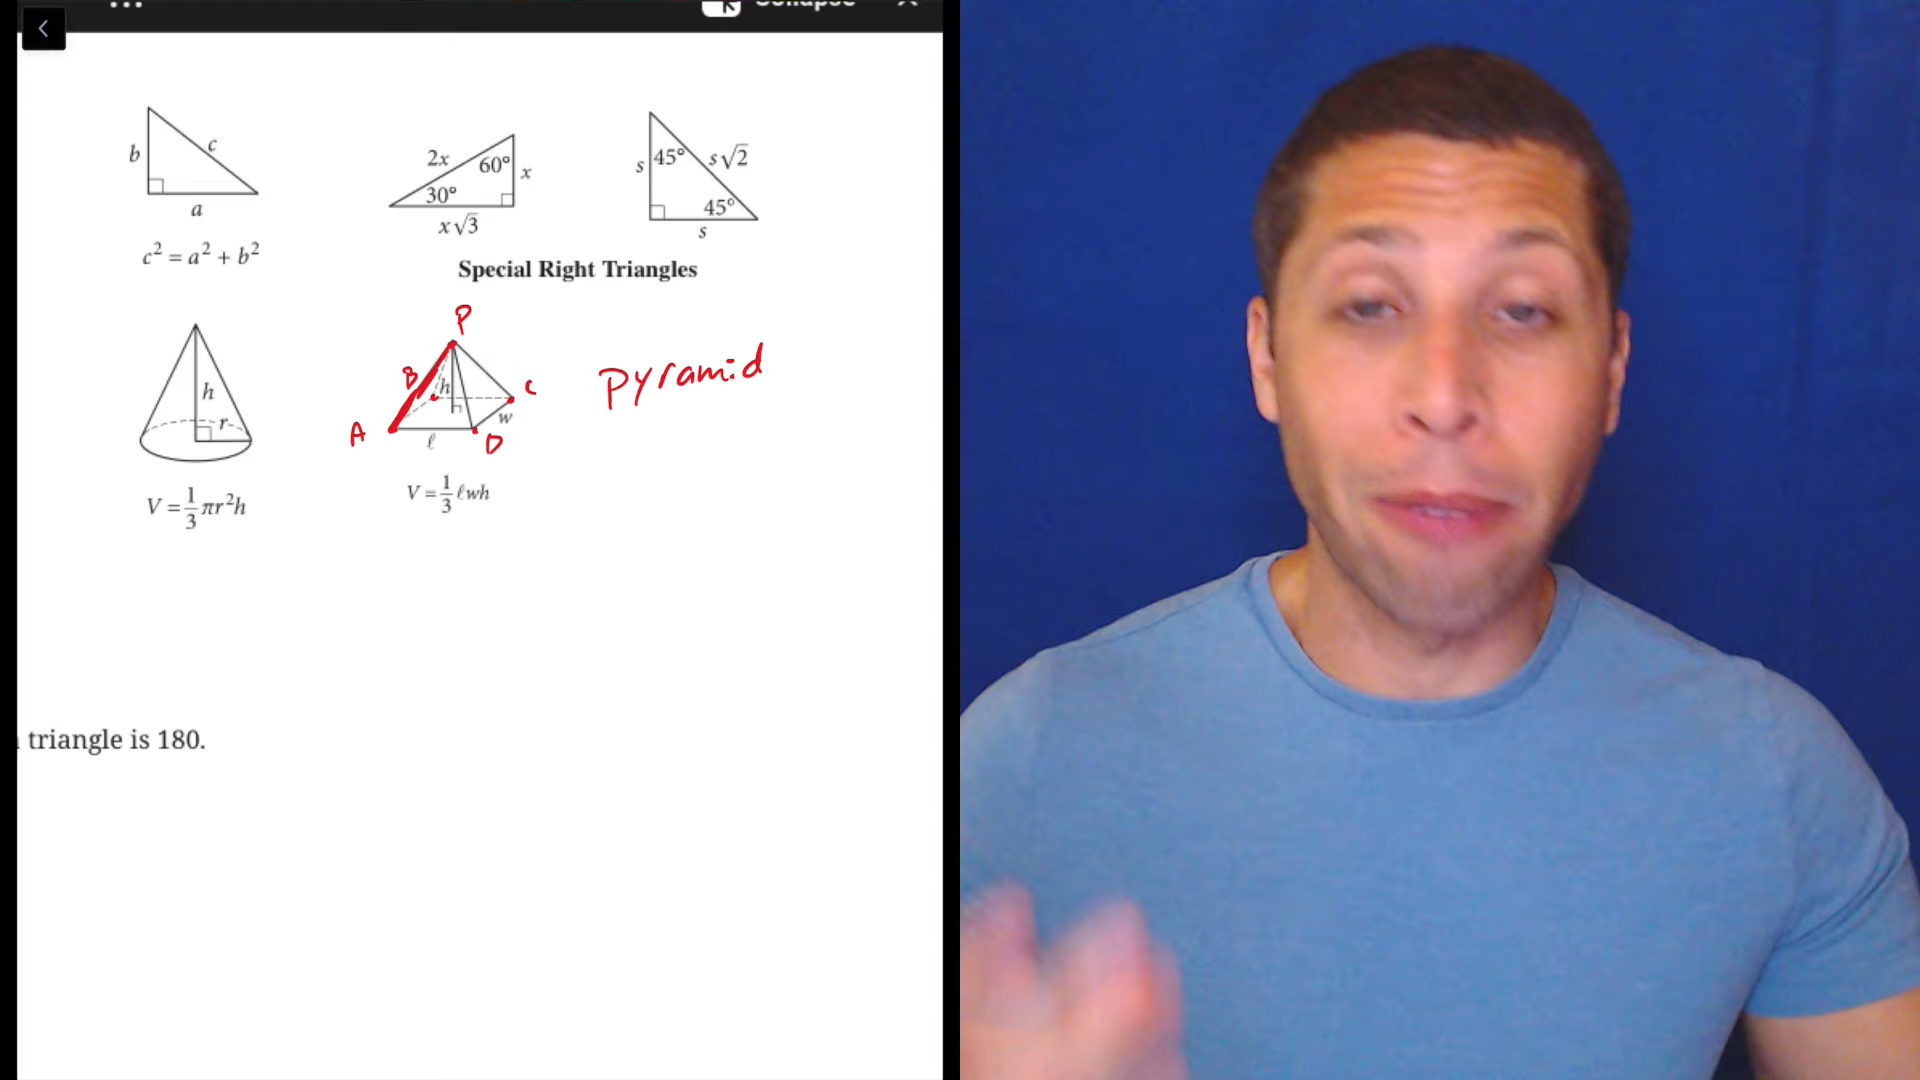 Collapse
b
c
a
c² = a² + b²
2x
60°
x
30°
x√3
s
45°
s√2
45°
s
Special Right Triangles
h
r
V = 1/3 πr²h
P
B
h
C
w
A
ℓ
D
V = 1/3 ℓwh
Pyramid
triangle is 180.